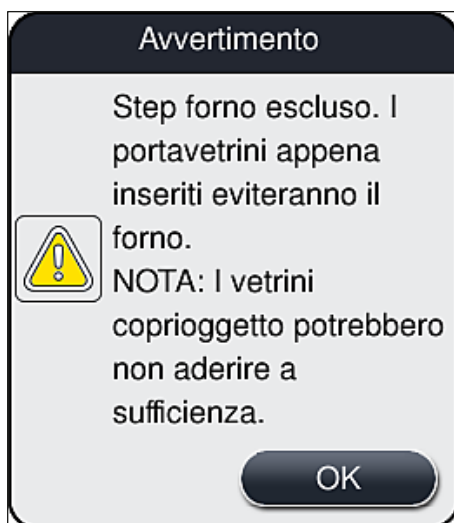 Avvertimento
Step forno escluso. I
portavetrini appena
inseriti eviteranno il
forno.
NOTA: I vetrini
coprioggetto potrebbero
non aderire a
sufficienza.
OK